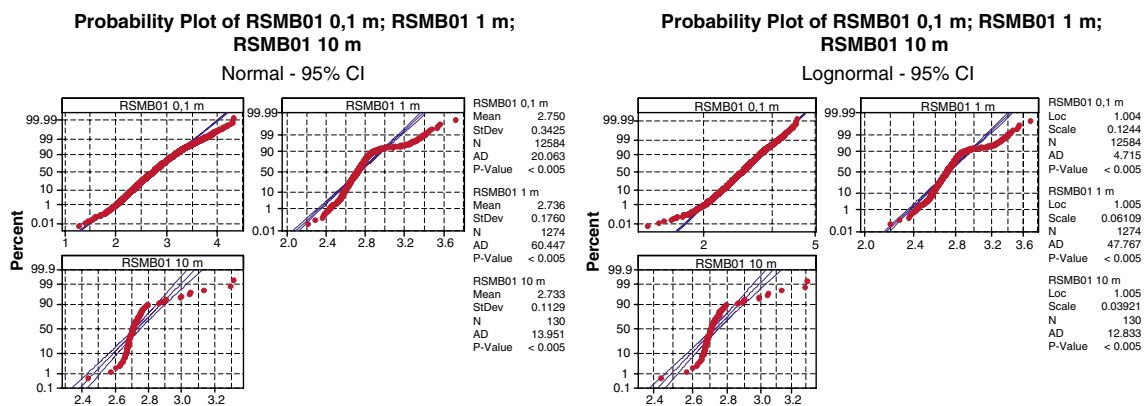 Probability Plot of RSMB01 0,1 m; RSMB01 1 m;
RSMB01 10 m
Normal - 95% CI
RSMB01 0,1 m
99.99
99
90
50
10
1
0.01
1 2 3 4
RSMB01 1 m
99.99
99
90
50
10
1
0.01
2.0 2.4 2.8 3.2 3.6
RSMB01 10 m
99.9
99
90
50
10
1
0.1
2.4 2.6 2.8 3.0 3.2
Percent
RSMB01 0,1 m
Mean 2.750
StDev 0.3425
N 12584
AD 20.063
P-Value < 0.005
RSMB01 1 m
Mean 2.736
StDev 0.1760
N 1274
AD 60.447
P-Value < 0.005
RSMB01 10 m
Mean 2.733
StDev 0.1129
N 130
AD 13.951
P-Value < 0.005
Probability Plot of RSMB01 0,1 m; RSMB01 1 m;
RSMB01 10 m
Lognormal - 95% CI
RSMB01 0,1 m
99.99
99
90
50
10
1
0.01
2 5
RSMB01 1 m
99.99
99
90
50
10
1
0.01
2.0 2.4 2.8 3.2 3.6
RSMB01 10 m
99.9
99
90
50
10
1
0.1
2.4 2.6 2.8 3.0 3.2
Percent
RSMB01 0,1 m
Loc 1.004
Scale 0.1244
N 12584
AD 4.715
P-Value < 0.005
RSMB01 1 m
Loc 1.005
Scale 0.06109
N 1274
AD 47.767
P-Value < 0.005
RSMB01 10 m
Loc 1.005
Scale 0.03921
N 130
AD 12.833
P-Value < 0.005